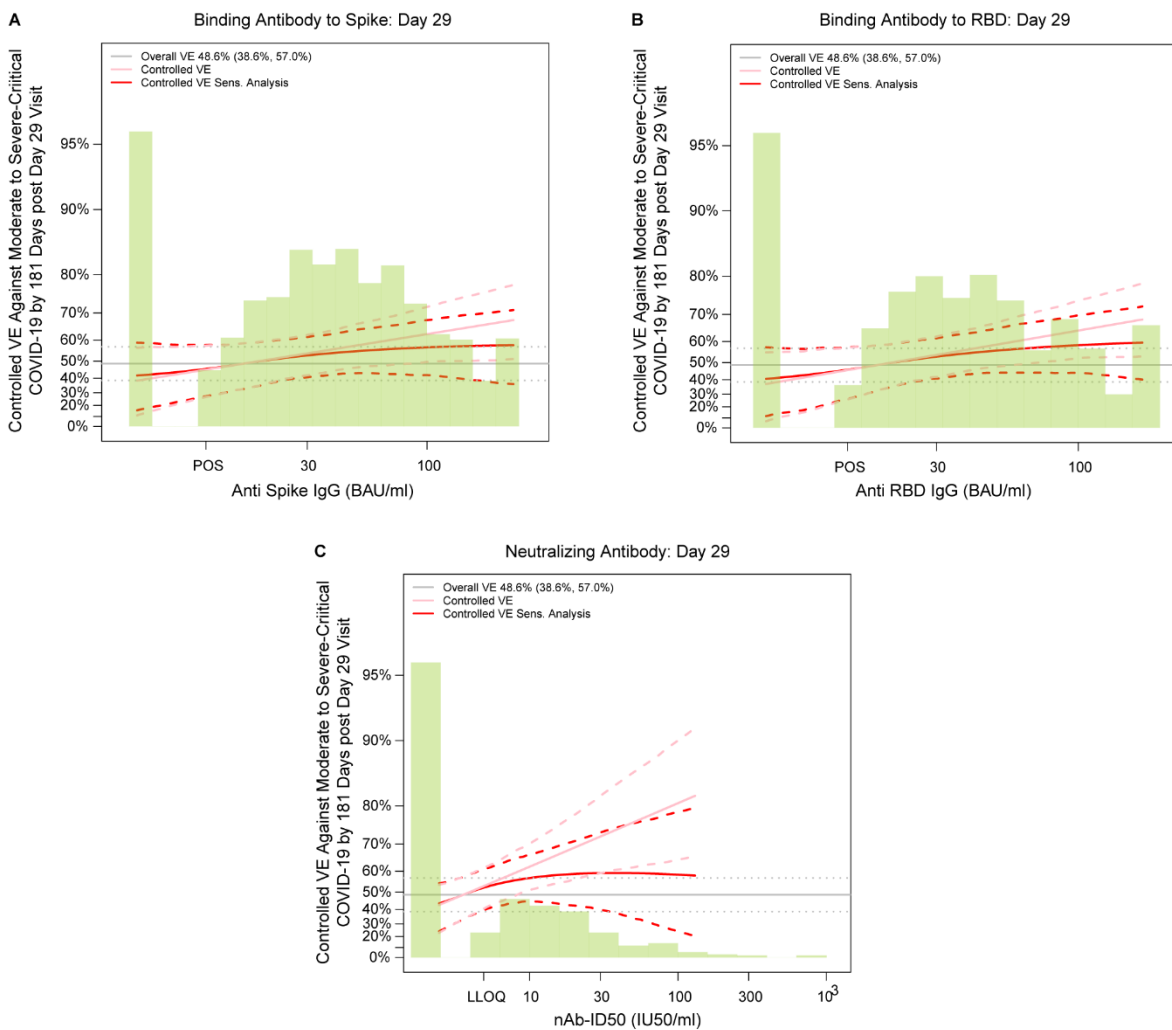 A
Binding Antibody to Spike: Day 29
Overall VE 48.6% (38.6%, 57.0%)
Controlled VE
Controlled VE Sens. Analysis
Controlled VE Against Moderate to Severe-Criitical
COVID-19 by 181 Days post Day 29 Visit
95%
90%
80%
70%
60%
50%
40%
30%
20%
0%
POS
30
100
Anti Spike IgG (BAU/ml)
B
Binding Antibody to RBD: Day 29
Overall VE 48.6% (38.6%, 57.0%)
Controlled VE
Controlled VE Sens. Analysis
Controlled VE Against Moderate to Severe-Criitical
COVID-19 by 181 Days post Day 29 Visit
95%
90%
80%
70%
60%
50%
40%
30%
20%
0%
POS
30
100
Anti RBD IgG (BAU/ml)
C
Neutralizing Antibody: Day 29
Overall VE 48.6% (38.6%, 57.0%)
Controlled VE
Controlled VE Sens. Analysis
Controlled VE Against Moderate to Severe-Criitical
COVID-19 by 181 Days post Day 29 Visit
95%
90%
80%
70%
60%
50%
40%
30%
20%
0%
LLOQ
10
30
100
300
10³
nAb-ID50 (IU50/ml)